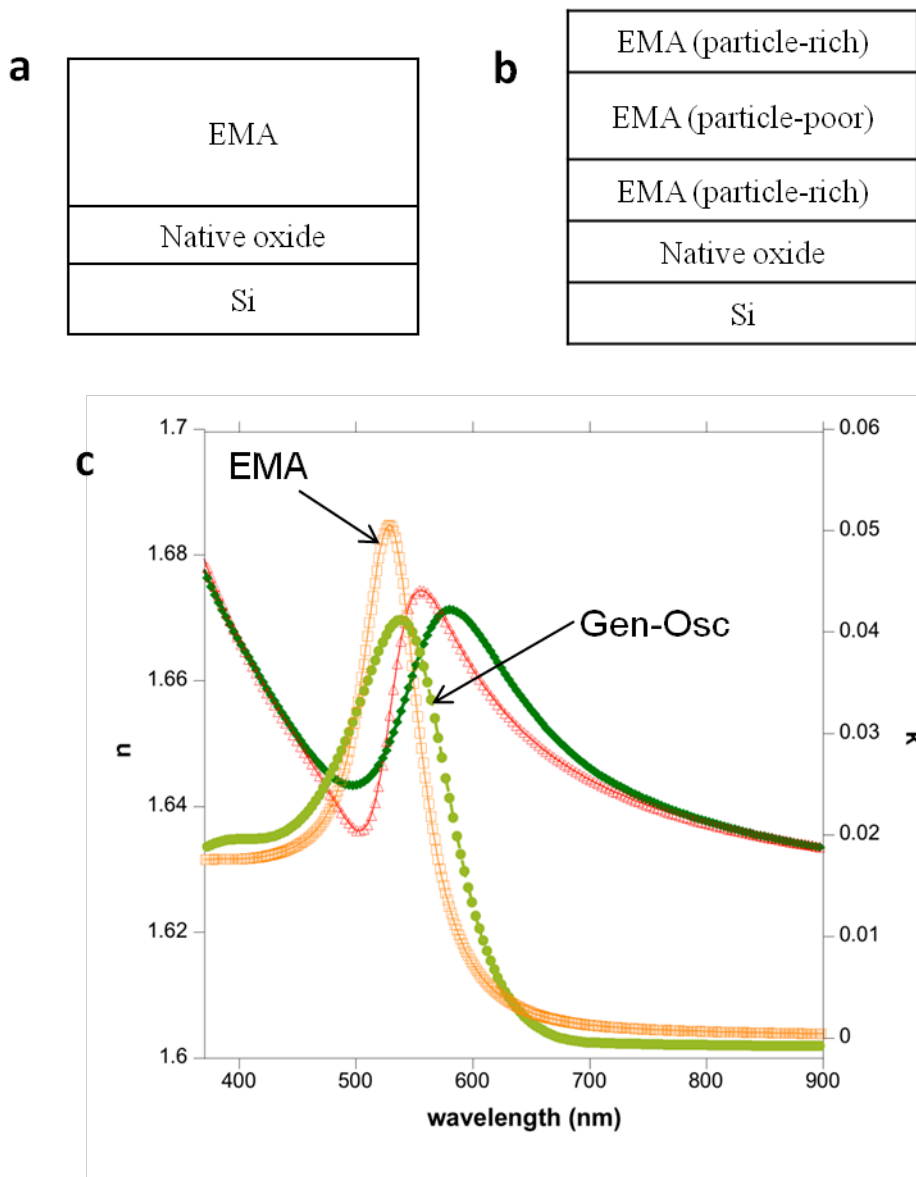 a
EMA
Native oxide
Si
b
EMA (particle-rich)
EMA (particle-poor)
EMA (particle-rich)
Native oxide
Si
c
EMA
Gen-Osc
1.7
1.68
1.66
1.64
1.62
1.6
n
0.06
0.05
0.04
0.03
0.02
0.01
0
k
400 500 600 700 800 900
wavelength (nm)